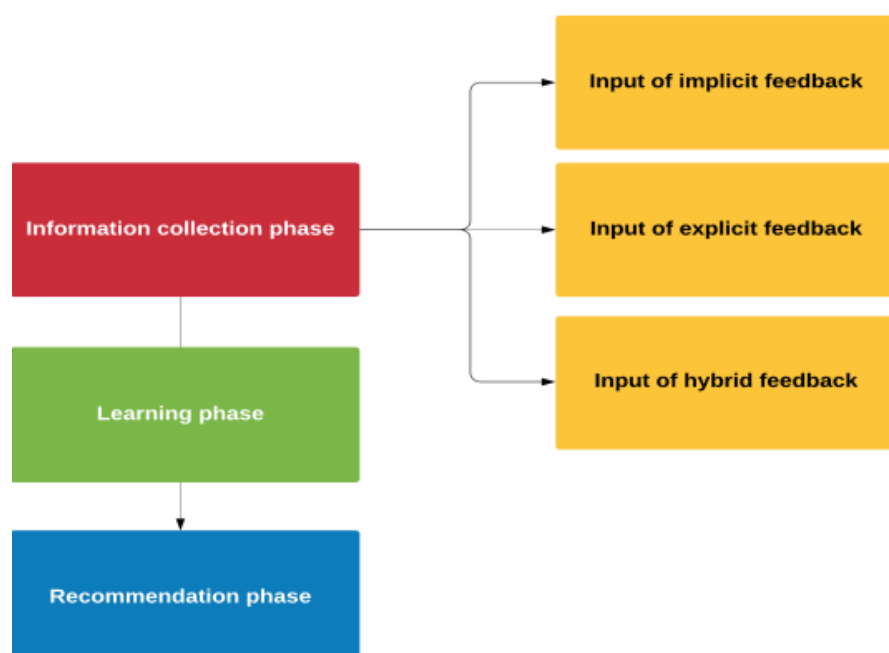 Input of implicit feedback
Information collection phase
Input of explicit feedback
Learning phase
Input of hybrid feedback
Recommendation phase